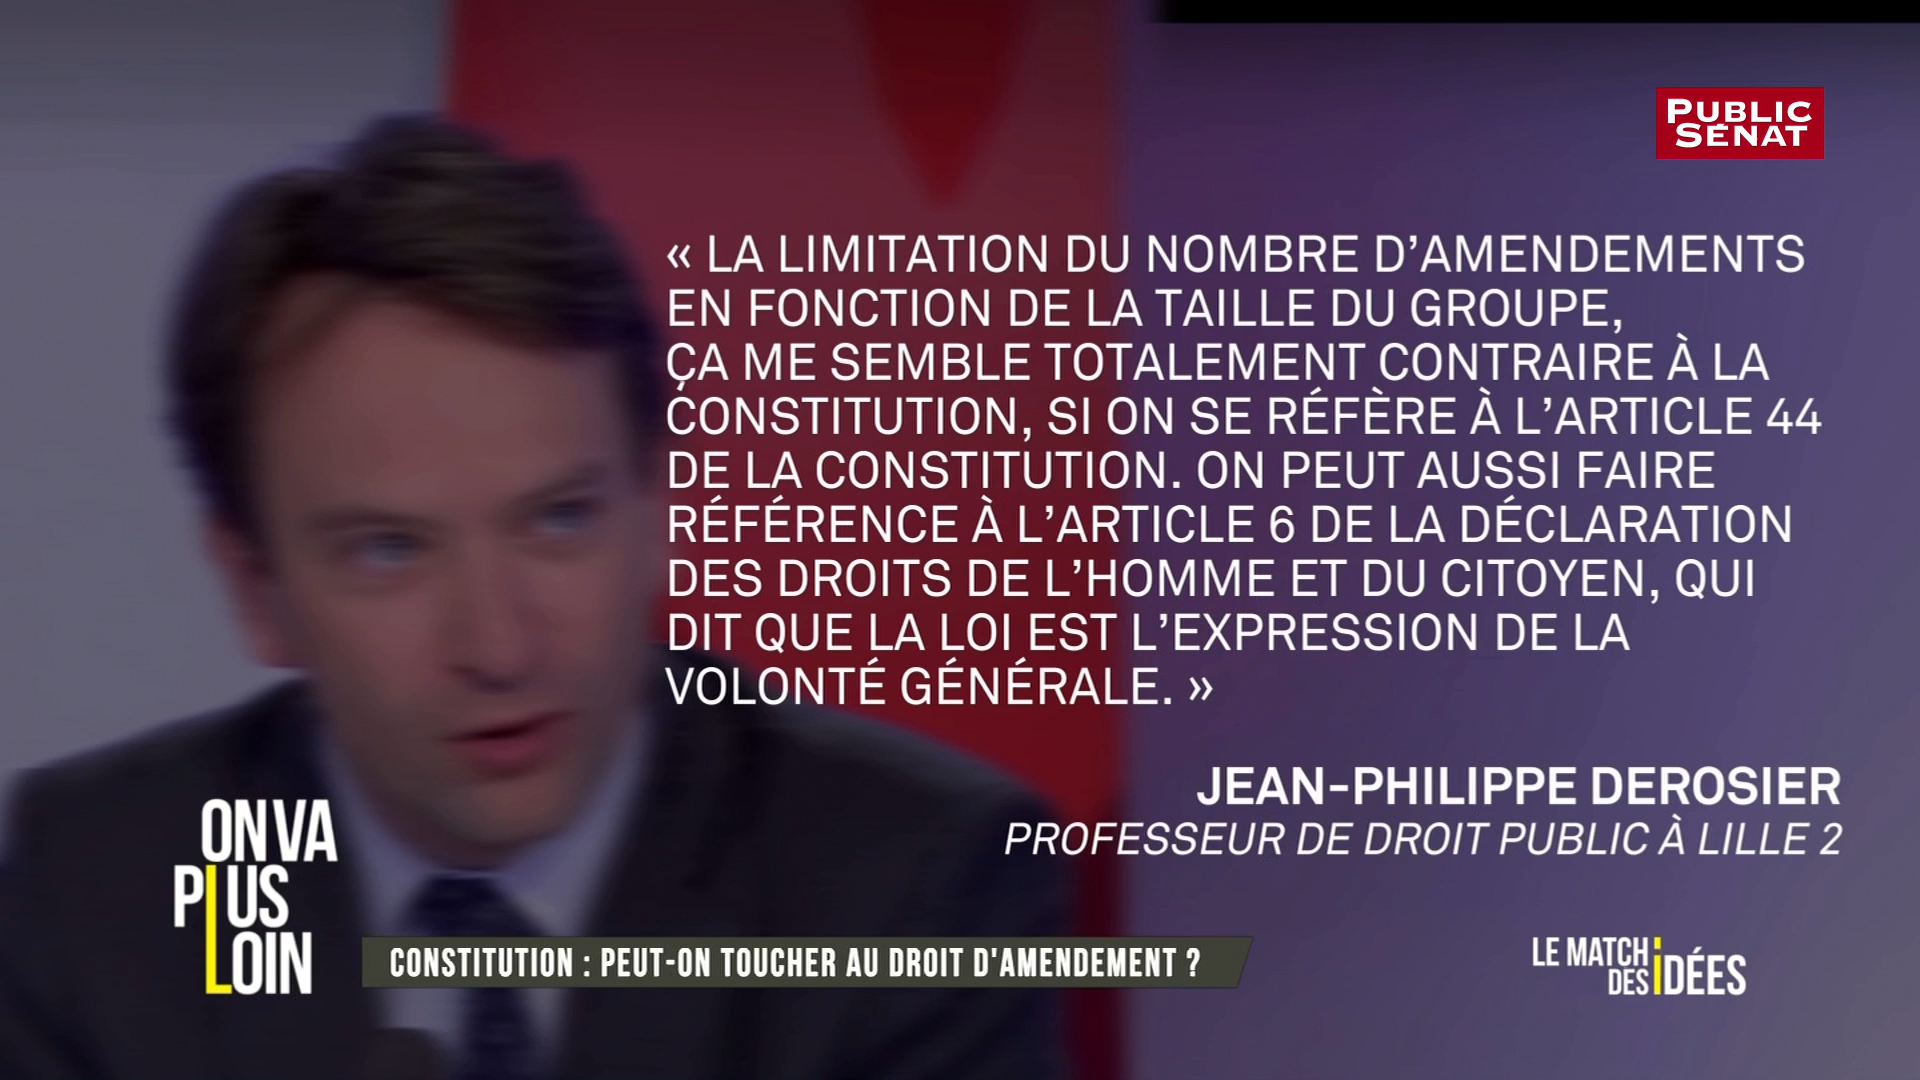 PUBLIC
SÉNAT
« LA LIMITATION DU NOMBRE D’AMENDEMENTS
EN FONCTION DE LA TAILLE DU GROUPE,
ÇA ME SEMBLE TOTALEMENT CONTRAIRE À LA
CONSTITUTION, SI ON SE RÉFÈRE À L’ARTICLE 44
DE LA CONSTITUTION. ON PEUT AUSSI FAIRE
RÉFÉRENCE À L’ARTICLE 6 DE LA DÉCLARATION
DES DROITS DE L’HOMME ET DU CITOYEN, QUI
DIT QUE LA LOI EST L’EXPRESSION DE LA
VOLONTÉ GÉNÉRALE. »
JEAN-PHILIPPE DEROSIER
PROFESSEUR DE DROIT PUBLIC À LILLE 2
ON VA
PLUS
LOIN
CONSTITUTION : PEUT-ON TOUCHER AU DROIT D'AMENDEMENT ?
LE MATCH
DES iDÉES